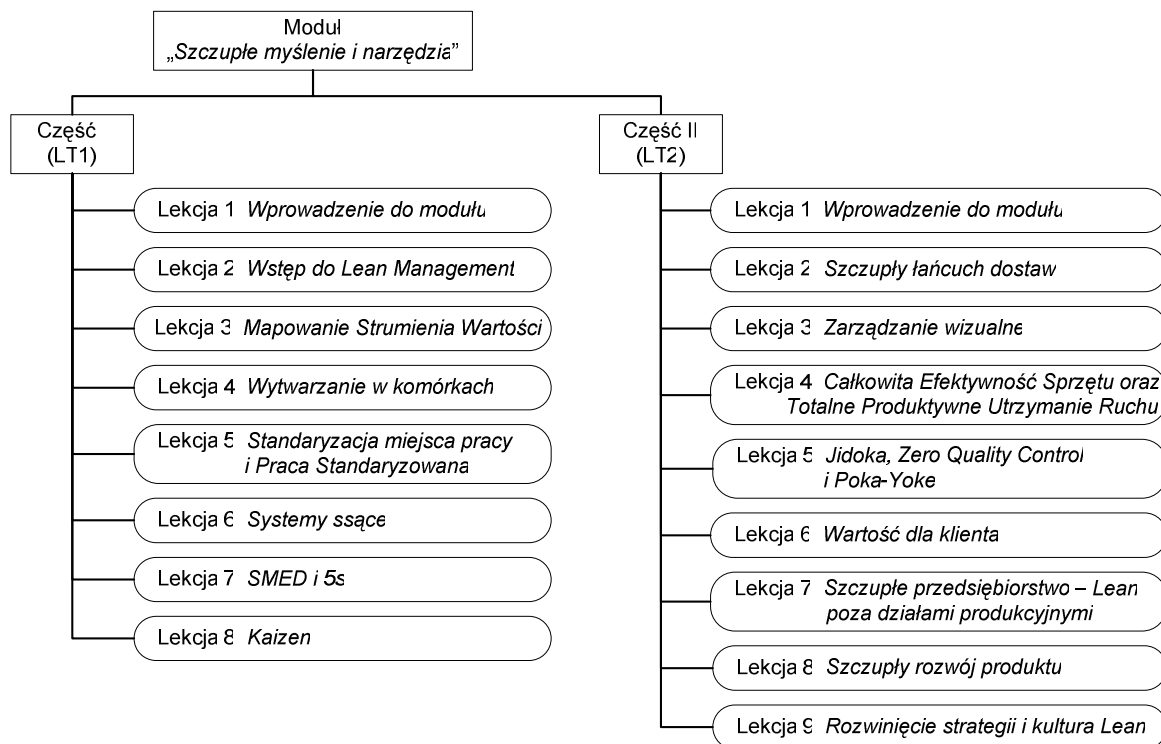 Moduł
„Szczupłe myślenie i narzędzia”
Część
(LT1)
Lekcja 1 Wprowadzenie do modułu
Lekcja 2 Wstęp do Lean Management
Lekcja 3 Mapowanie Strumienia Wartości
Lekcja 4 Wytwarzanie w komórkach
Lekcja 5 Standaryzacja miejsca pracy
i Praca Standaryzowana
Lekcja 6 Systemy ssące
Lekcja 7 SMED i 5s
Lekcja 8 Kaizen
Część II
(LT2)
Lekcja 1 Wprowadzenie do modułu
Lekcja 2 Szczupły łańcuch dostaw
Lekcja 3 Zarządzanie wizualne
Lekcja 4 Całkowita Efektywność Sprzętu oraz
Totalne Produktywne Utrzymanie Ruchu
Lekcja 5 Jidoka, Zero Quality Control
i Poka-Yoke
Lekcja 6 Wartość dla klienta
Lekcja 7 Szczupłe przedsiębiorstwo – Lean
poza działami produkcyjnymi
Lekcja 8 Szczupły rozwój produktu
Lekcja 9 Rozwinięcie strategii i kultura Lean